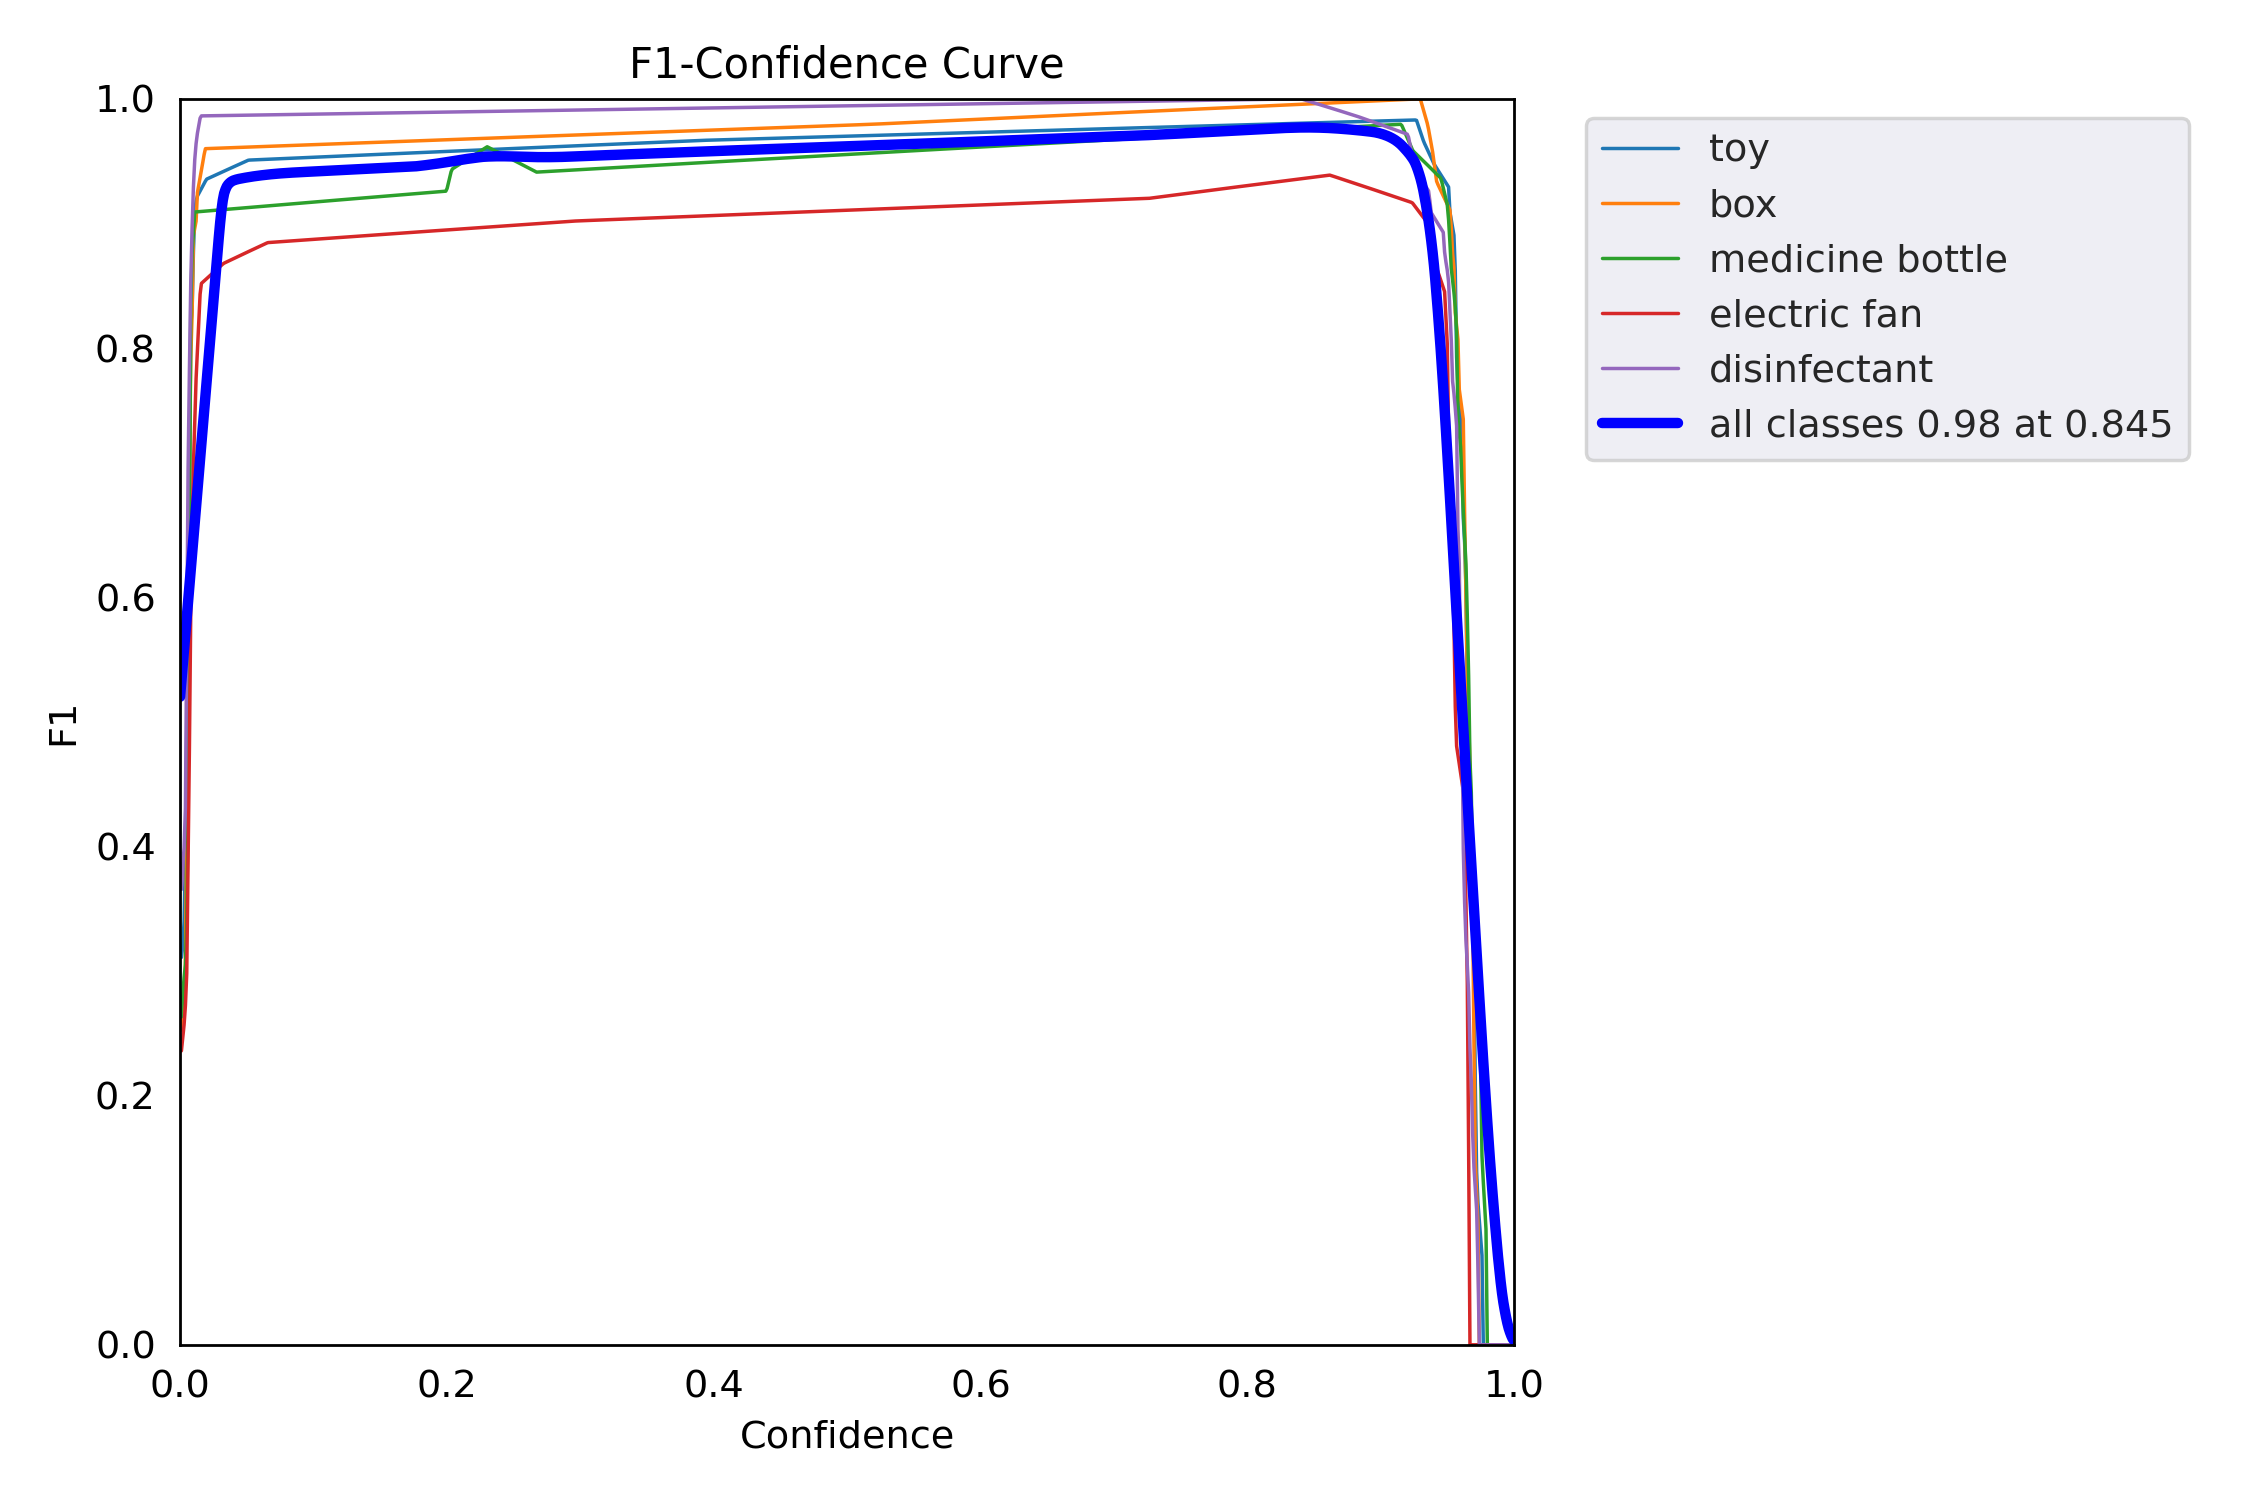 F1-Confidence Curve
1.0
0.8
0.6
0.4
0.2
0.0
F1
0.0 0.2 0.4 0.6 0.8 1.0
Confidence
toy
box
medicine bottle
electric fan
disinfectant
all classes 0.98 at 0.845